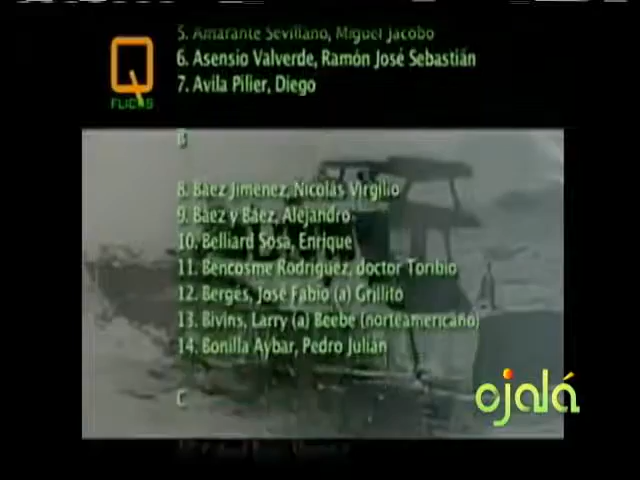 5. Amarante Sevillano, Miguel Jacobo
6. Asensio Valverde, Ramón José Sebastián
7. Avila Pilier, Diego
FLICKS
B
8. Báez Jimenez, Nicolás Virgilio
9. Báez y Báez, Alejandro
10. Belliard Sosa, Enrique
11. Bencosme Rodríguez, doctor Toribio
12. Bergés, José Fabio (a) Grillito
13. Bivins, Larry (a) Beebe (norteamericano)
14. Bonilla Aybar, Pedro Julián
ojalá
C